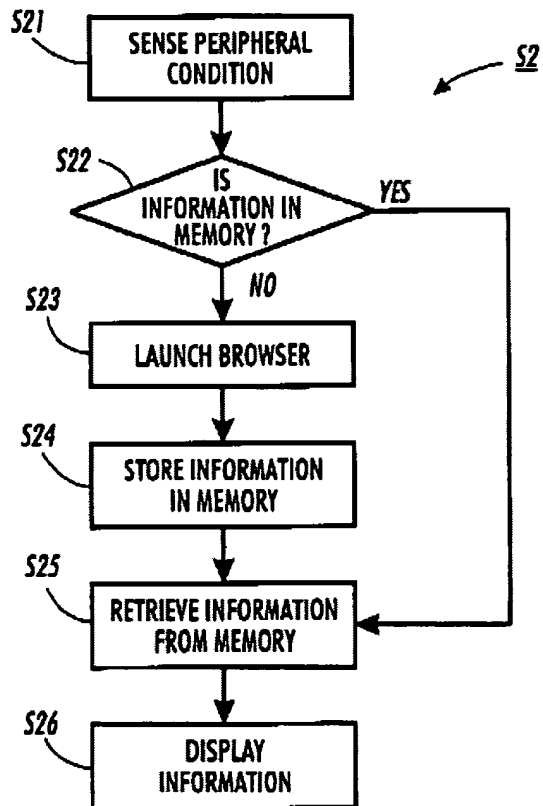 S21
SENSE PERIPHERAL
CONDITION
S2
S22
IS
INFORMATION IN
MEMORY ?
YES
NO
S23
LAUNCH BROWSER
S24
STORE INFORMATION
IN MEMORY
S25
RETRIEVE INFORMATION
FROM MEMORY
S26
DISPLAY
INFORMATION